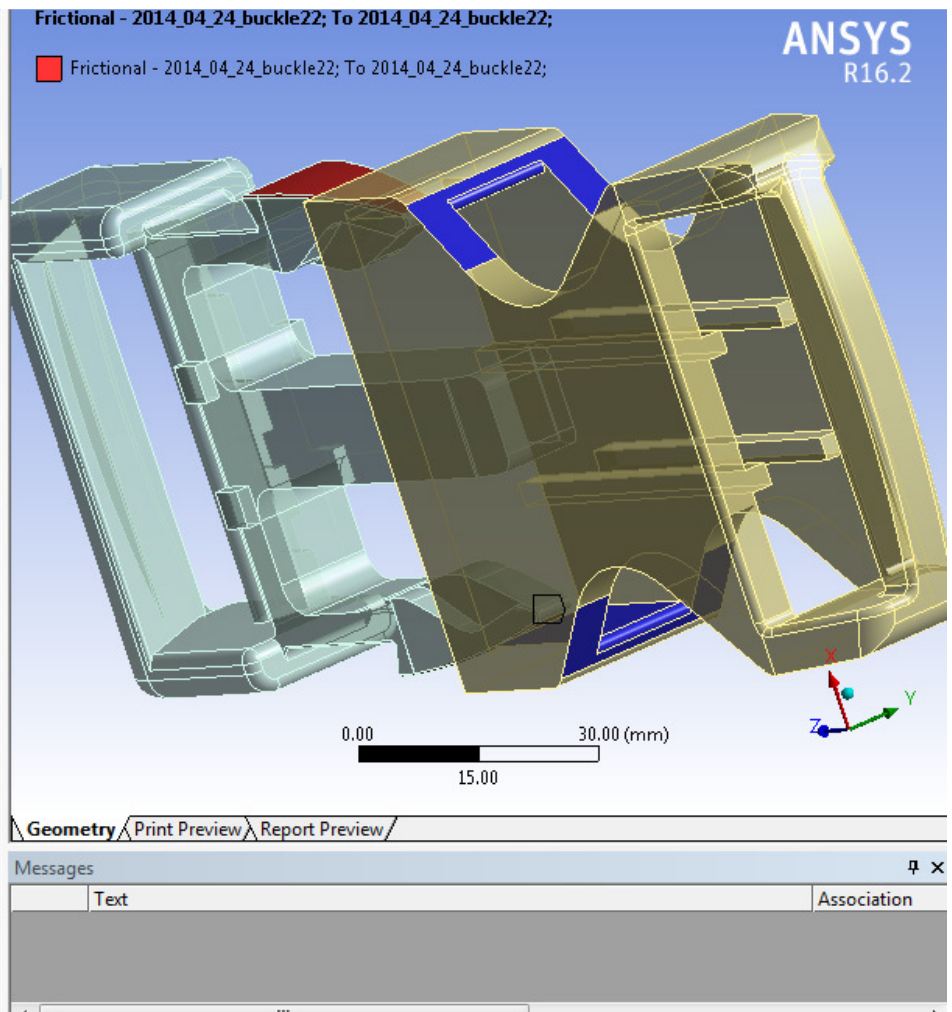 Frictional - 2014_04_24_buckle22; To 2014_04_24_buckle22;
Frictional - 2014_04_24_buckle22; To 2014_04_24_buckle22;
ANSYS
R16.2
X
Y
Z
0.00 30.00 (mm)
15.00
Geometry Print Preview Report Preview
Messages
Text Association